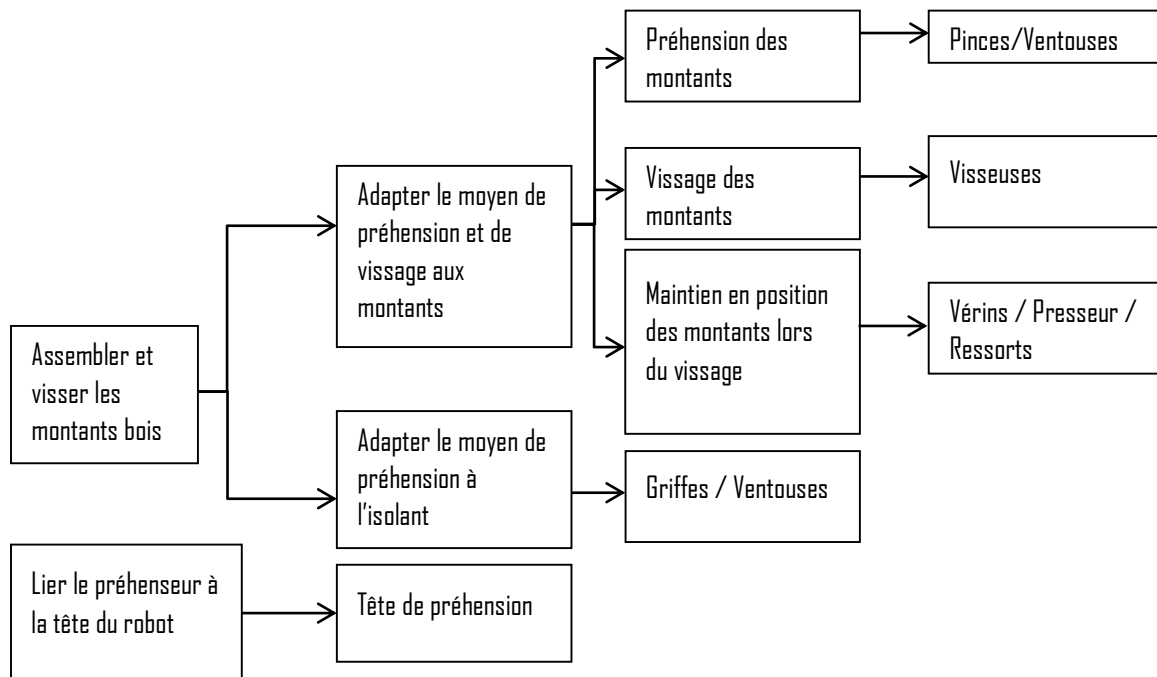 Préhension des
montants
Pinces/Ventouses
Vissage des
montants
Visseuses
Adapter le moyen de
préhension et de
vissage aux
montants
Maintien en position
des montants lors
du vissage
Vérins / Presseur /
Ressorts
Assembler et
visser les
montants bois
Adapter le moyen de
préhension à
l'isolant
Griffes / Ventouses
Lier le préhenseur à
la tête du robot
Tête de préhension